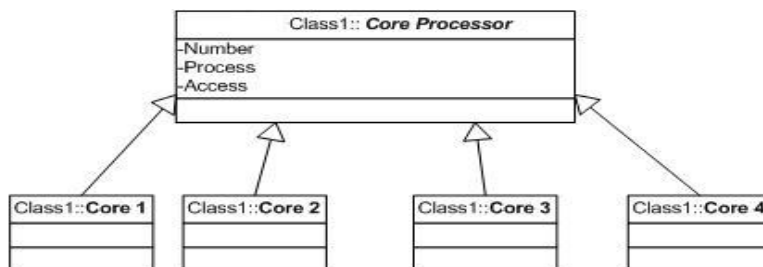 Class1:: Core Processor
-Number
-Process
-Access
Class1::Core 1
Class1::Core 2
Class1::Core 3
Class1::Core 4